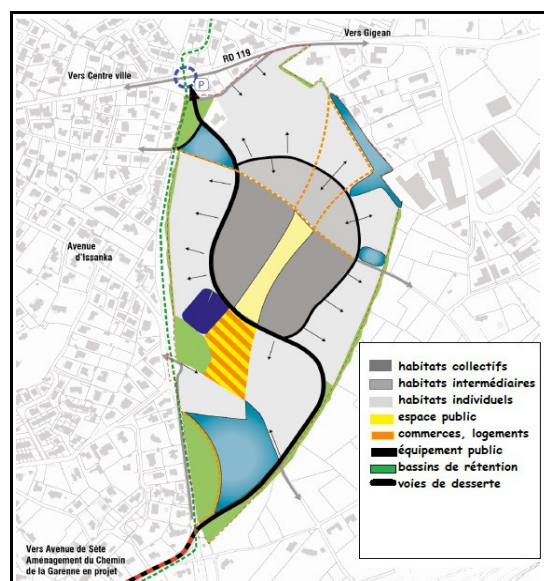 Vers Gigean
RD 119
Vers Centre ville
P
Avenue
d'Issanka
habitats collectifs
habitats intermédiaires
habitats individuels
espace public
commerces, logements
équipement public
bassins de rétention
voies de desserte
Vers Avenue de Sète
Aménagement du Chemin
de la Garenne en projet